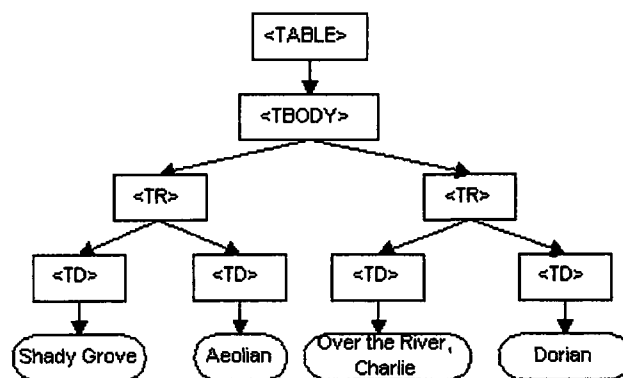 <TABLE>
<TBODY>
<TR>
<TR>
<TD>
<TD>
<TD>
<TD>
Shady Grove
Aeolian
Over the River,
Charlie
Dorian